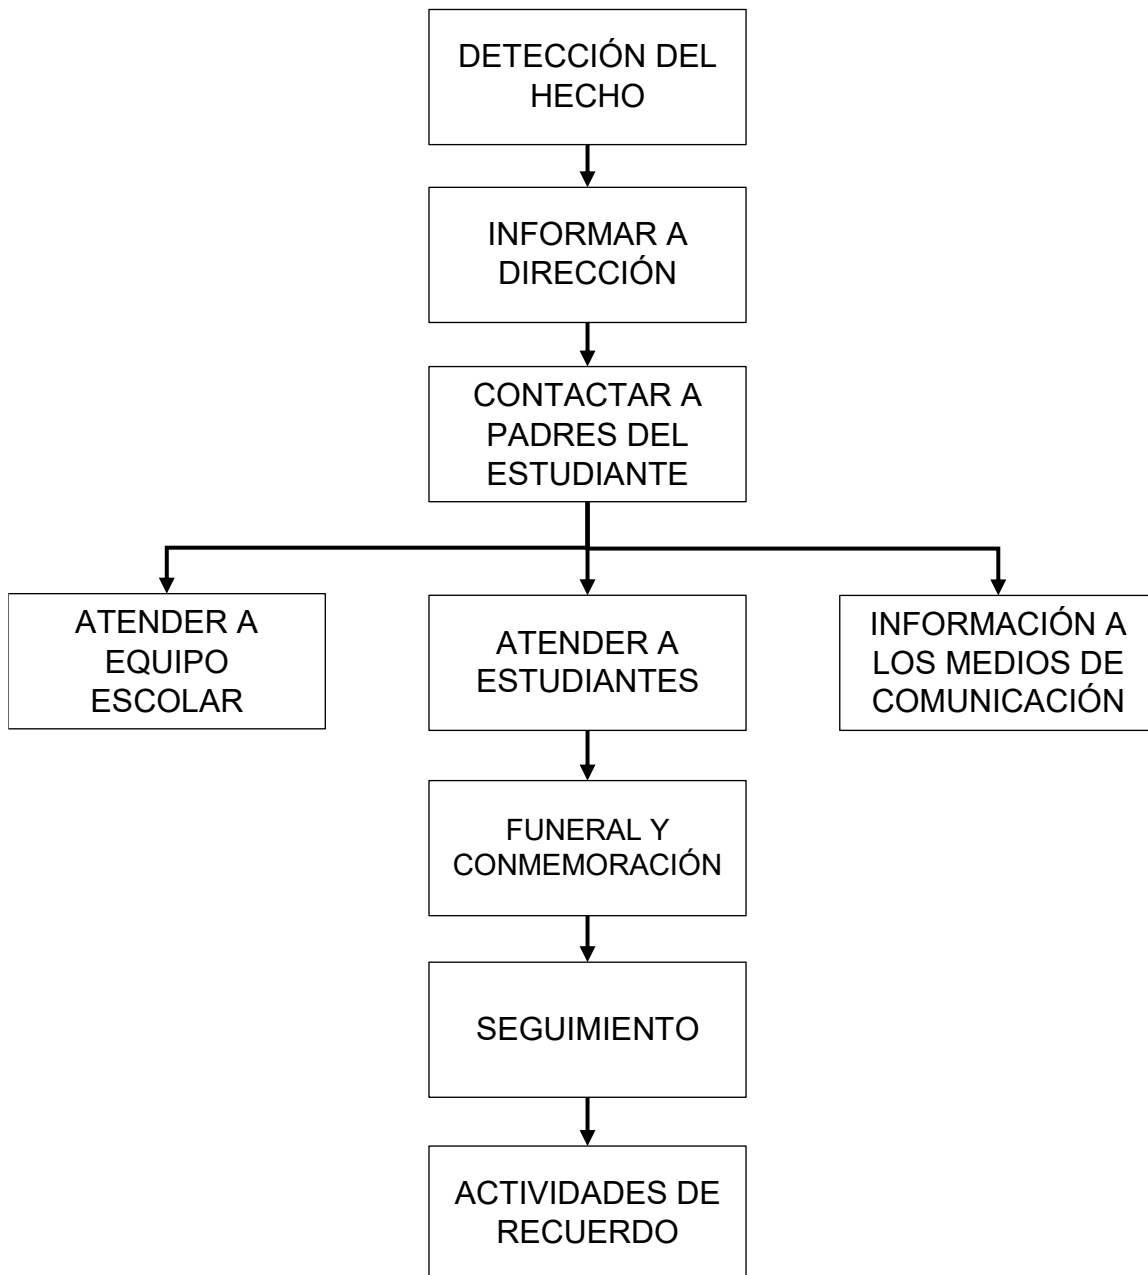 DETECCIÓN DEL
HECHO
INFORMAR A
DIRECCIÓN
CONTACTAR A
PADRES DEL
ESTUDIANTE
ATENDER A
EQUIPO
ESCOLAR
ATENDER A
ESTUDIANTES
INFORMACIÓN A
LOS MEDIOS DE
COMUNICACIÓN
FUNERAL Y
CONMEMORACIÓN
SEGUIMIENTO
ACTIVIDADES DE
RECUERDO